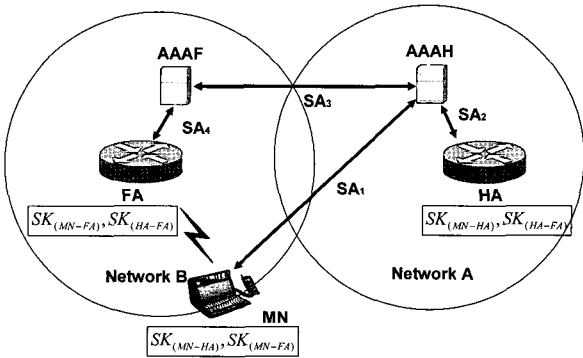 AAAF
AAAH
SA3
SA4
SA2
SA1
FA
HA
SK(MN-FA), SK(HA-FA)
SK(MN-HA), SK(HA-FA)
Network B
Network A
MN
SK(MN-HA), SK(MN-FA)